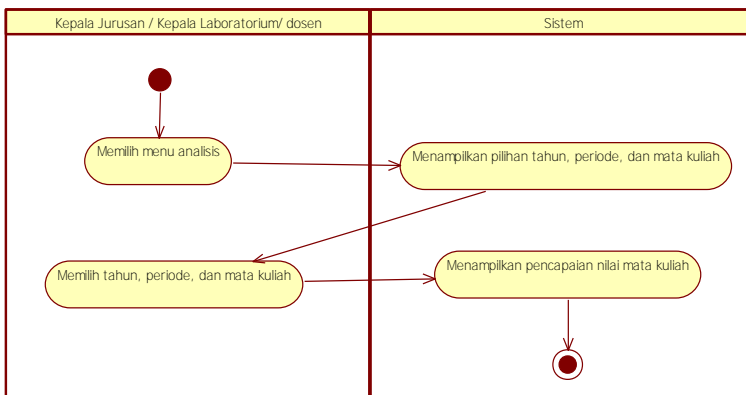 Kepala Jurusan / Kepala Laboratorium/ dosen
Sistem
Memilih menu analisis
Menampilkan pilihan tahun, periode, dan mata kuliah
Memilih tahun, periode, dan mata kuliah
Menampilkan pencapaian nilai mata kuliah